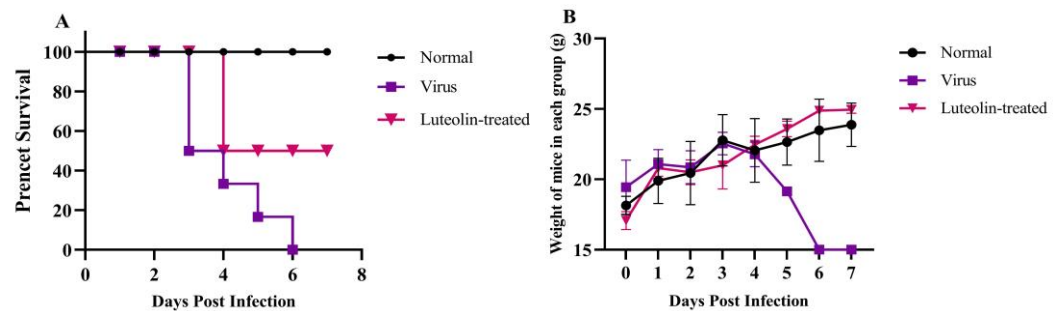 A
Prencet Survival
100
80
60
40
20
0
0 2 4 6 8
Days Post Infection
Normal
Virus
Luteolin-treated
B
Weight of mice in each group (g)
30
25
20
15
0 1 2 3 4 5 6 7
Days Post Infection
Normal
Virus
Luteolin-treated